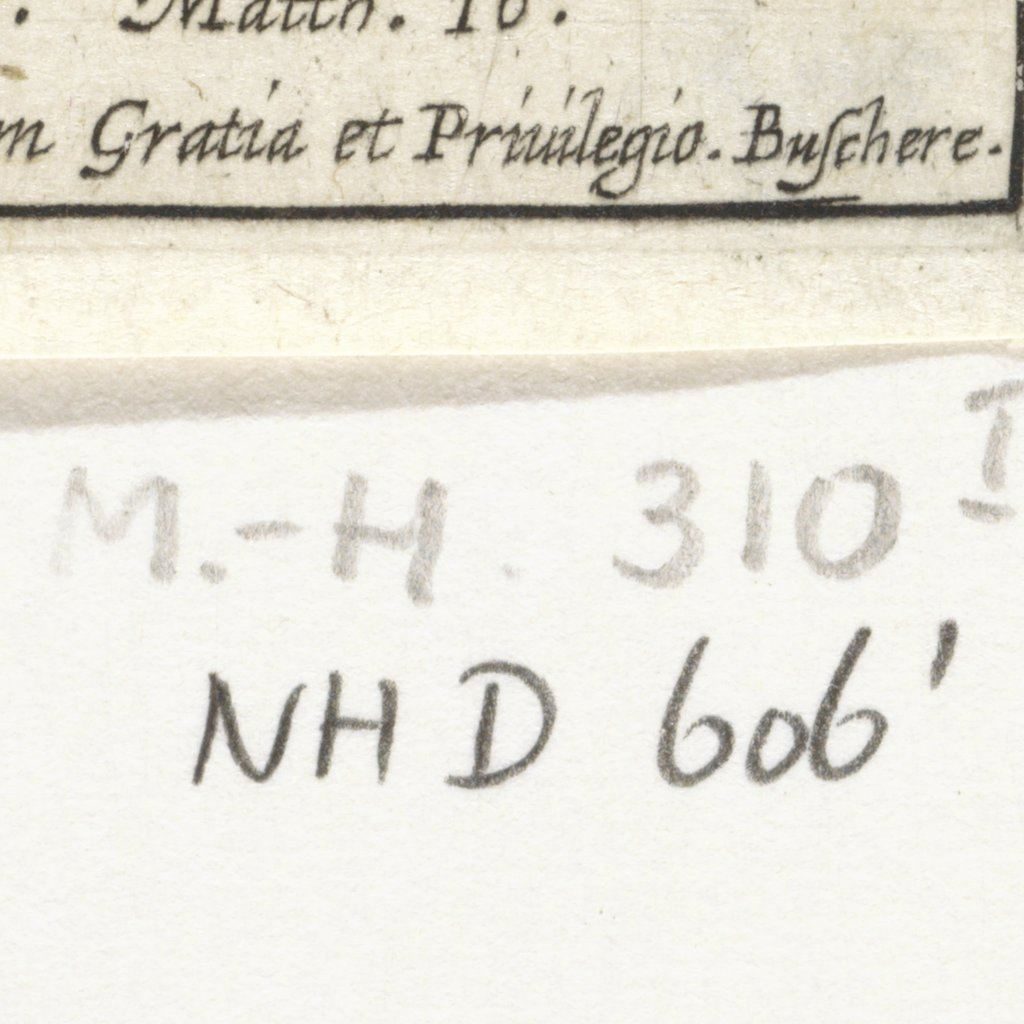 . Matth. 16.
m Gratia et Priuilegio. Buſchere.
M.-H. 310 I
NHD 606'